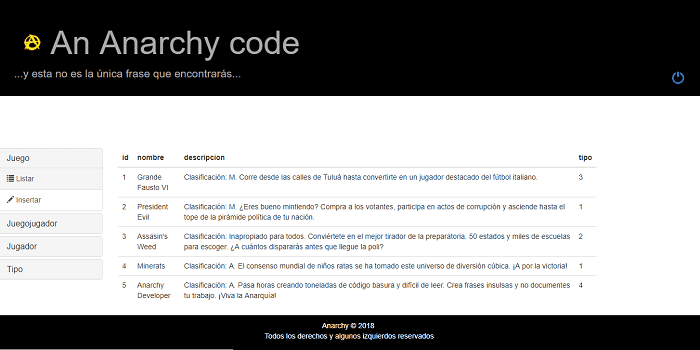 An Anarchy code
...y esta no es la única frase que encontrarás...
Juego
Listar
Insertar
Juegojugador
Jugador
Tipo
id nombre descripcion tipo
1 Grande Fausto VI Clasificación: M. Corre desde las calles de Tuluá hasta convertirte en un jugador destacado del fútbol italiano. 3
2 President Evil Clasificación: M. ¿Eres bueno mintiendo? Compra a los votantes, participa en actos de corrupción y asciende hasta el tope de la pirámide política de tu nación. 1
3 Assasin's Weed Clasificación: Inapropiado para todos. Conviértete en el mejor tirador de la preparatoria. 50 estados y miles de escuelas para escoger. ¿A cuántos dispararás antes que llegue la poli? 2
4 Minerats Clasificación: A. El consenso mundial de niños ratas se ha tomado este universo de diversión cúbica. ¡A por la victoria! 1
5 Anarchy Developer Clasificación: A. Pasa horas creando toneladas de código basura y difícil de leer. Crea frases insulsas y no documentes tu trabajo. ¡Viva la Anarquía! 4
Anarchy © 2018
Todos los derechos y algunos izquierdos reservados